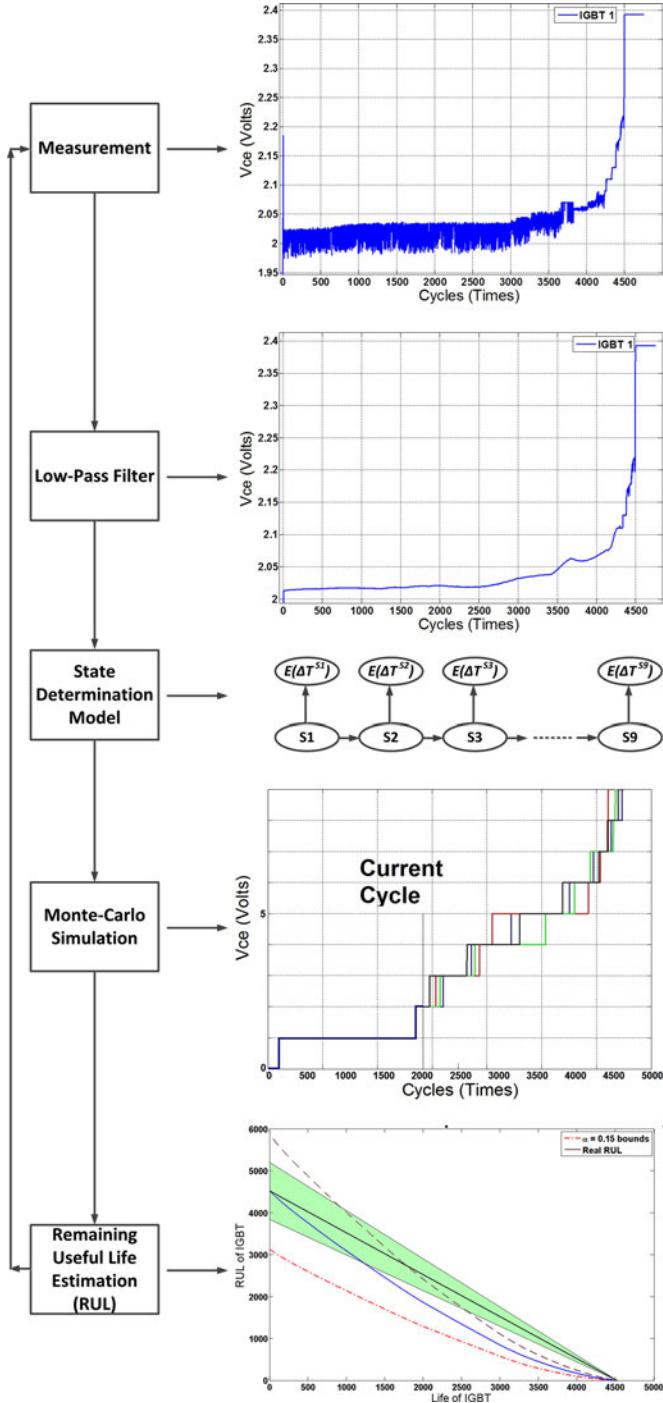 Measurement
Vce (Volts)
2.4
2.35
2.3
2.25
2.2
2.15
2.1
2.05
2
1.95
IGBT 1
0 500 1000 1500 2000 2500 3000 3500 4000 4500
Cycles (Times)
Low-Pass Filter
Vce (Volts)
2.4
2.35
2.3
2.25
2.2
2.15
2.1
2.05
2
IGBT 1
0 500 1000 1500 2000 2500 3000 3500 4000 4500
Cycles (Times)
State
Determination
Model
E(ΔT^S1) E(ΔT^S2) E(ΔT^S3) E(ΔT^S9)
S1 S2 S3 S9
Monte-Carlo
Simulation
Vce (Volts)
5
0
Current
Cycle
0 500 1000 1500 2000 2500 3000 3500 4000 4500 5000
Cycles (Times)
Remaining
Useful Life
Estimation
(RUL)
RUL of IGBT
6000
5000
4000
3000
2000
1000
0
α = 0.15 bounds
Real RUL
0 500 1000 1500 2000 2500 3000 3500 4000 4500 5000
Life of IGBT